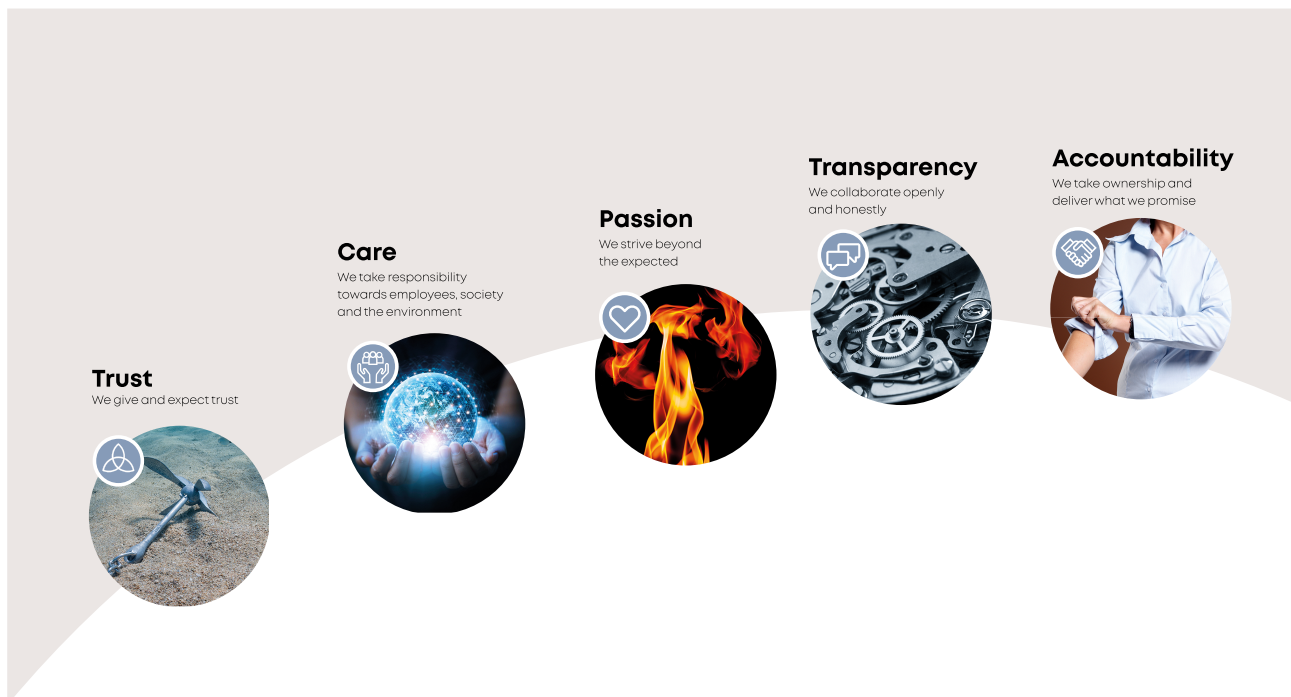 Trust
We give and expect trust
Care
We take responsibility
towards employees, society
and the environment
Passion
We strive beyond
the expected
Transparency
We collaborate openly
and honestly
Accountability
We take ownership and
deliver what we promise